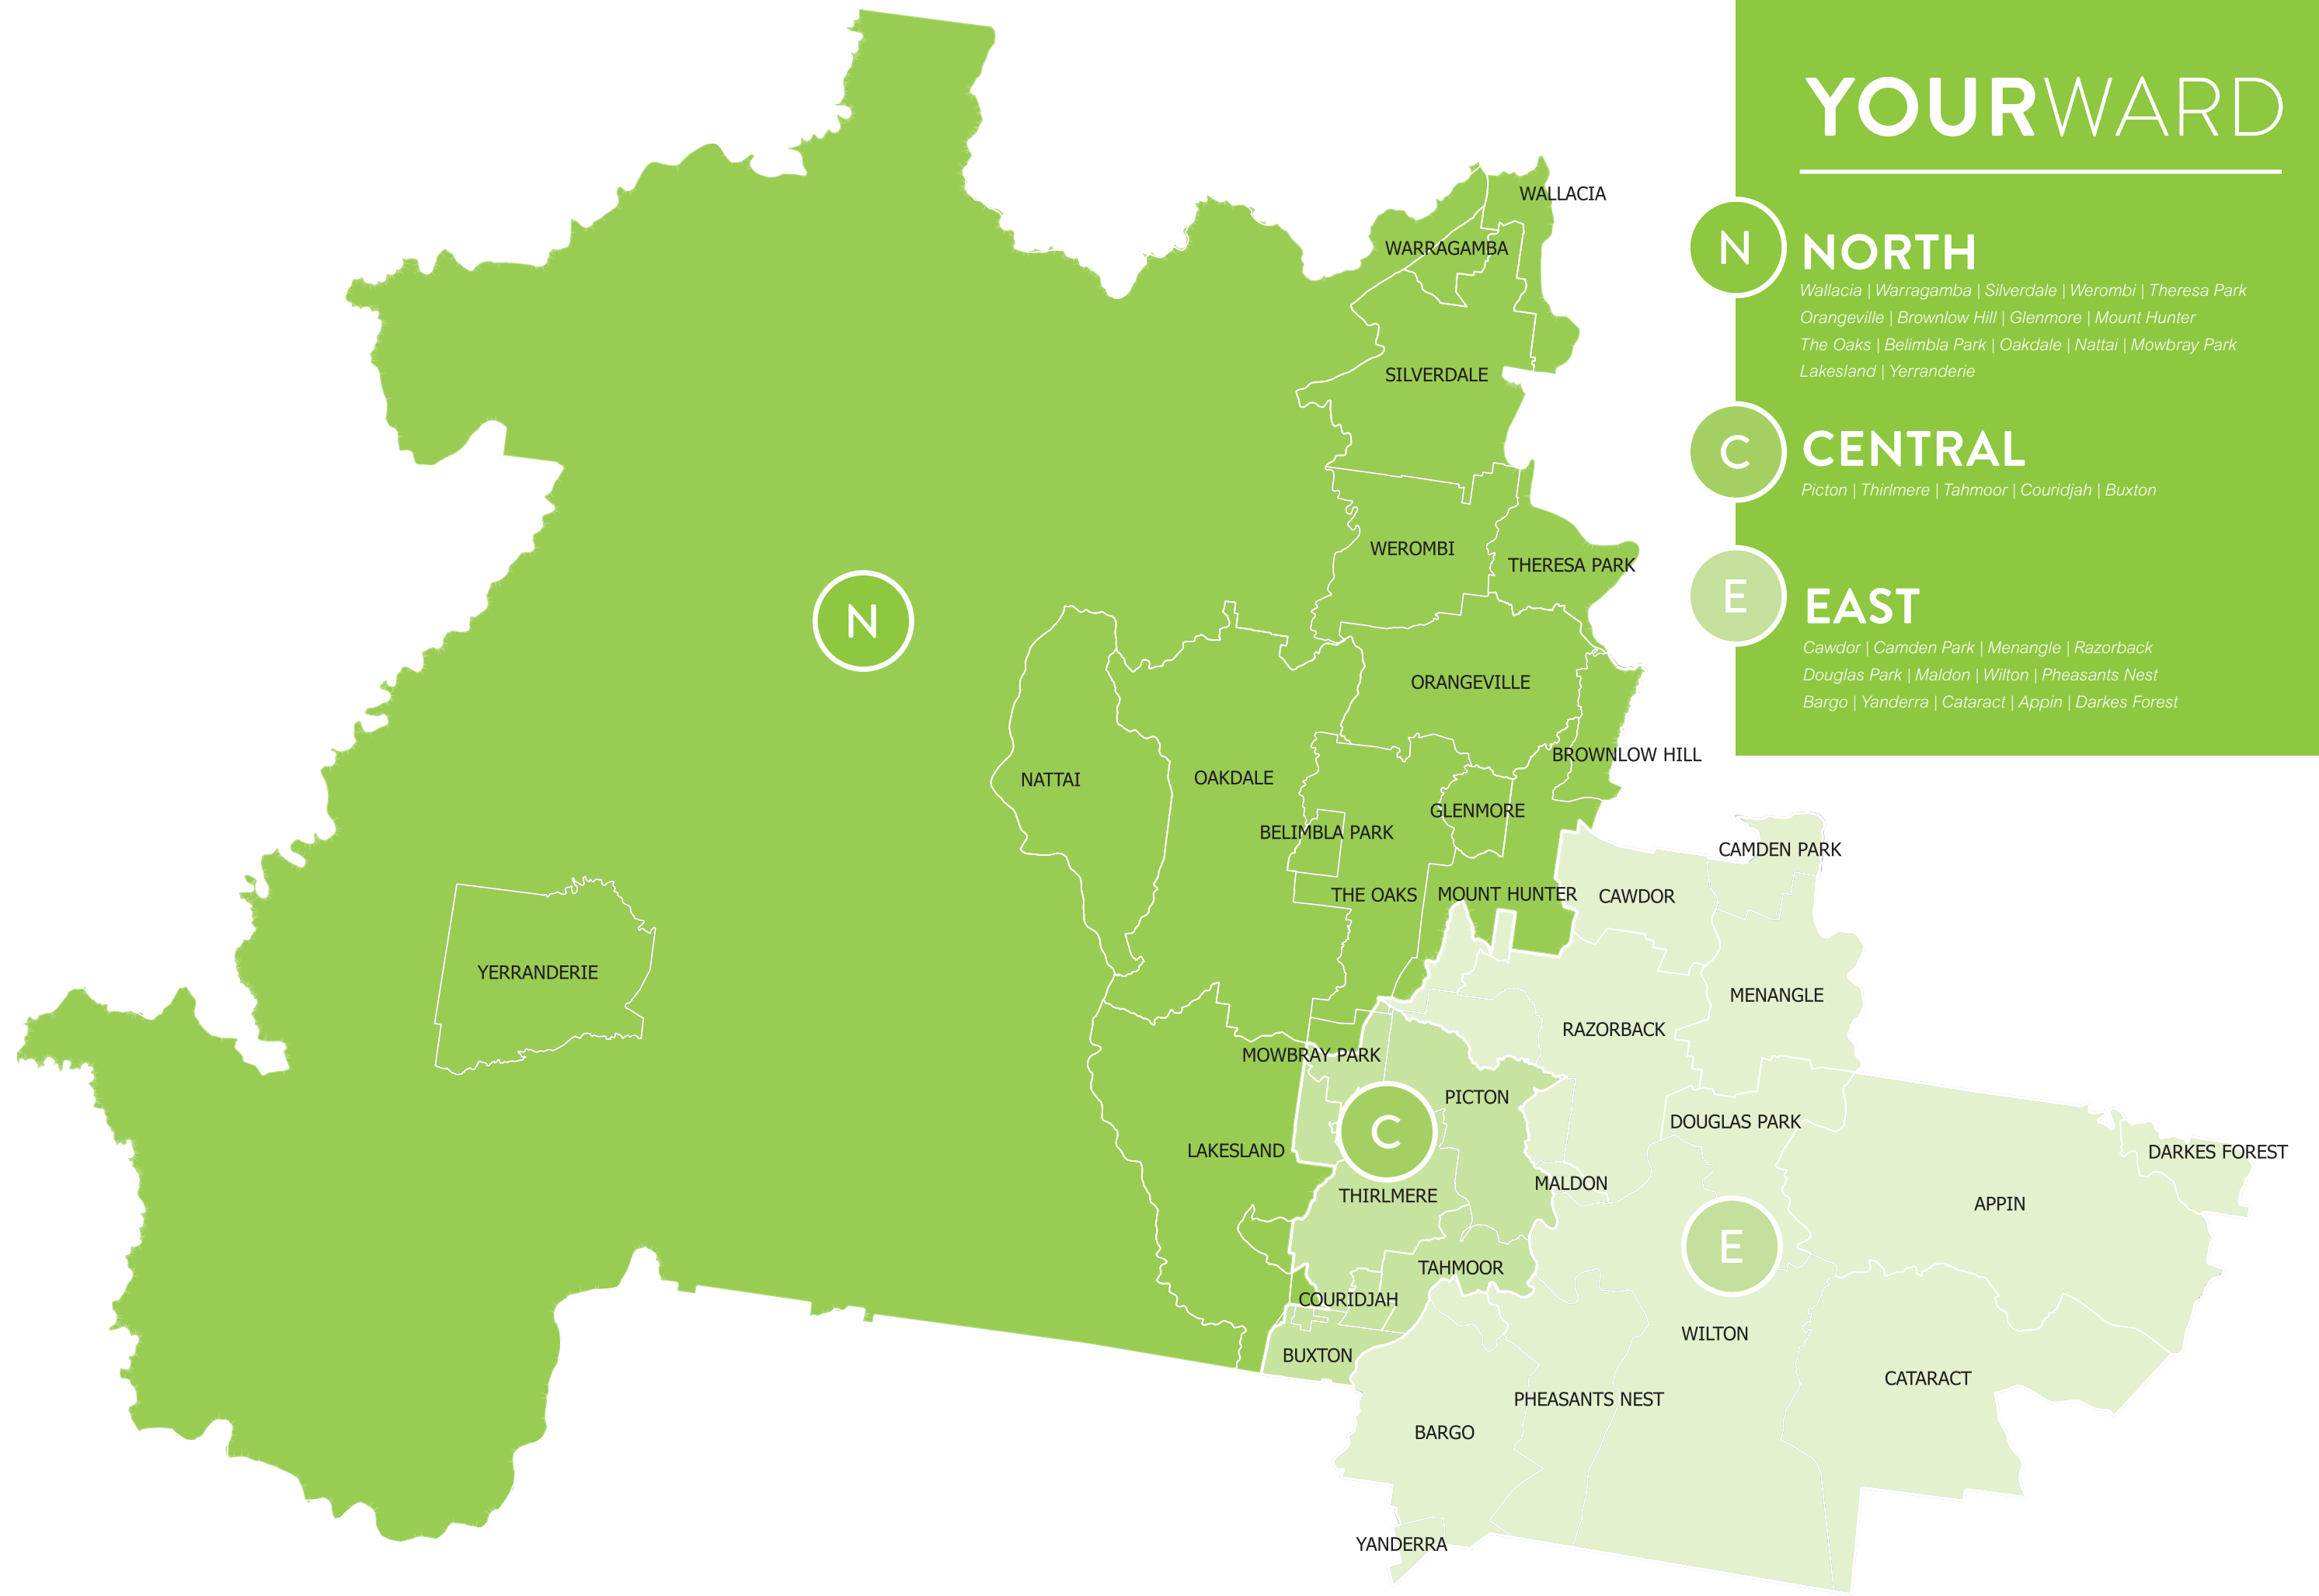 YOURWARD
N
NORTH
Wallacia | Warragamba | Silverdale | Werombi | Theresa Park
Orangeville | Brownlow Hill | Glenmore | Mount Hunter
The Oaks | Belimbla Park | Oakdale | Nattai | Mowbray Park
Lakesland | Yerranderie
C
CENTRAL
Picton | Thirlmere | Tahmoor | Couridjah | Buxton
E
EAST
Cawdor | Camden Park | Menangle | Razorback
Douglas Park | Maldon | Wilton | Pheasants Nest
Bargo | Yanderra | Cataract | Appin | Darkes Forest
WALLACIA
WARRAGAMBA
SILVERDALE
WEROMBI
THERESA PARK
N
ORANGEVILLE
BROWNLOW HILL
NATTAI
OAKDALE
GLENMORE
BELIMBLA PARK
CAMDEN PARK
THE OAKS
MOUNT HUNTER
CAWDOR
YERRANDERIE
MENANGLE
RAZORBACK
MOWBRAY PARK
PICTON
DOUGLAS PARK
C
LAKESLAND
DARKES FOREST
MALDON
THIRLMERE
APPIN
E
TAHMOOR
COURIDJAH
WILTON
BUXTON
CATARACT
PHEASANTS NEST
BARGO
YANDERRA